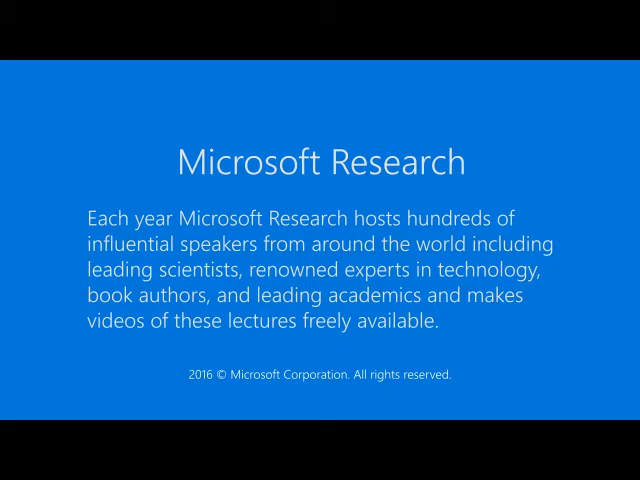 Microsoft Research
Each year Microsoft Research hosts hundreds of
influential speakers from around the world including
leading scientists, renowned experts in technology,
book authors, and leading academics and makes
videos of these lectures freely available.
2016 © Microsoft Corporation. All rights reserved.